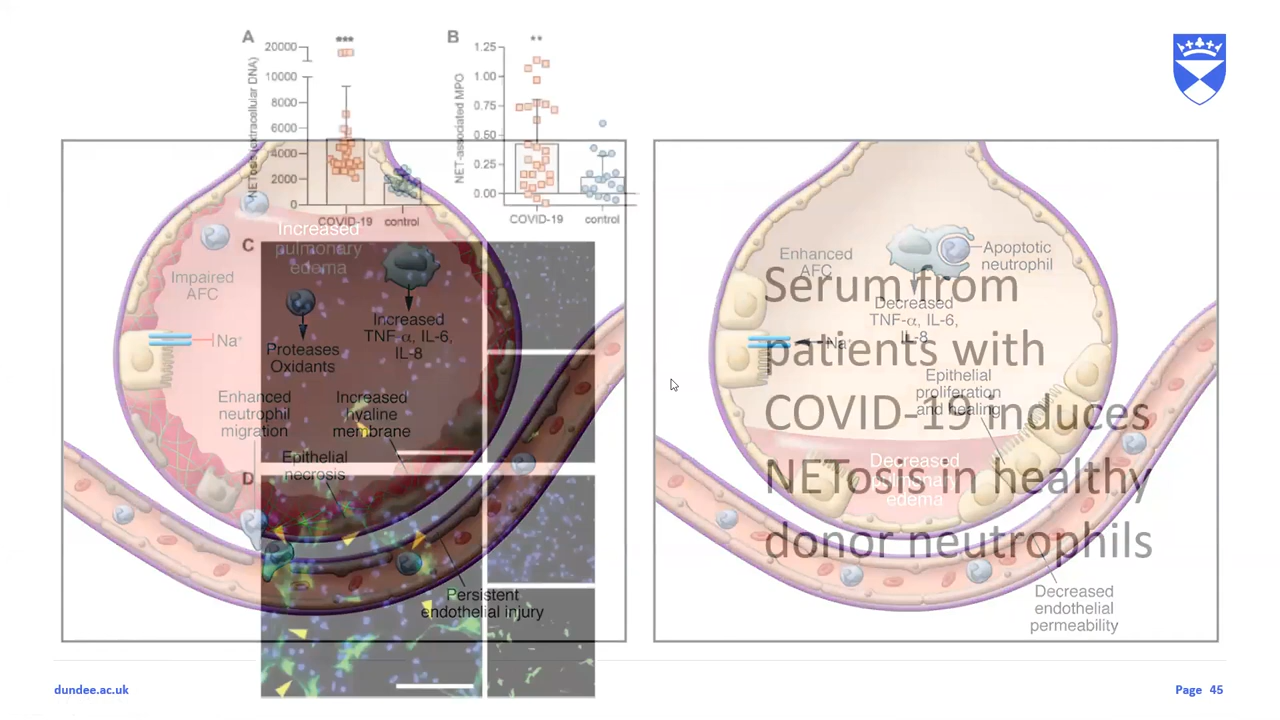 A
***
20000
10000
8000
6000
4000
2000
0
NETosis (extracellular DNA)
COVID-19 control
B
**
1.25
1.00
0.75
0.50
0.25
0.00
NET-associated MPO
COVID-19 control
C
D
Increased
pulmonary
edema
Impaired
AFC
Na⁺
Proteases
Oxidants
Increased
TNF-α, IL-6,
IL-8
Enhanced
neutrophil
migration
Increased
hyaline
membrane
Epithelial
necrosis
Persistent
endothelial injury
Enhanced
AFC
Apoptotic
neutrophil
Decreased
TNF-α, IL-6,
IL-8
Na⁺
Epithelial
proliferation
and healing
Decreased
pulmonary
edema
Decreased
endothelial
permeability
Serum from
patients with
COVID-19 induces
NETosis in healthy
donor neutrophils
dundee.ac.uk
Page 45